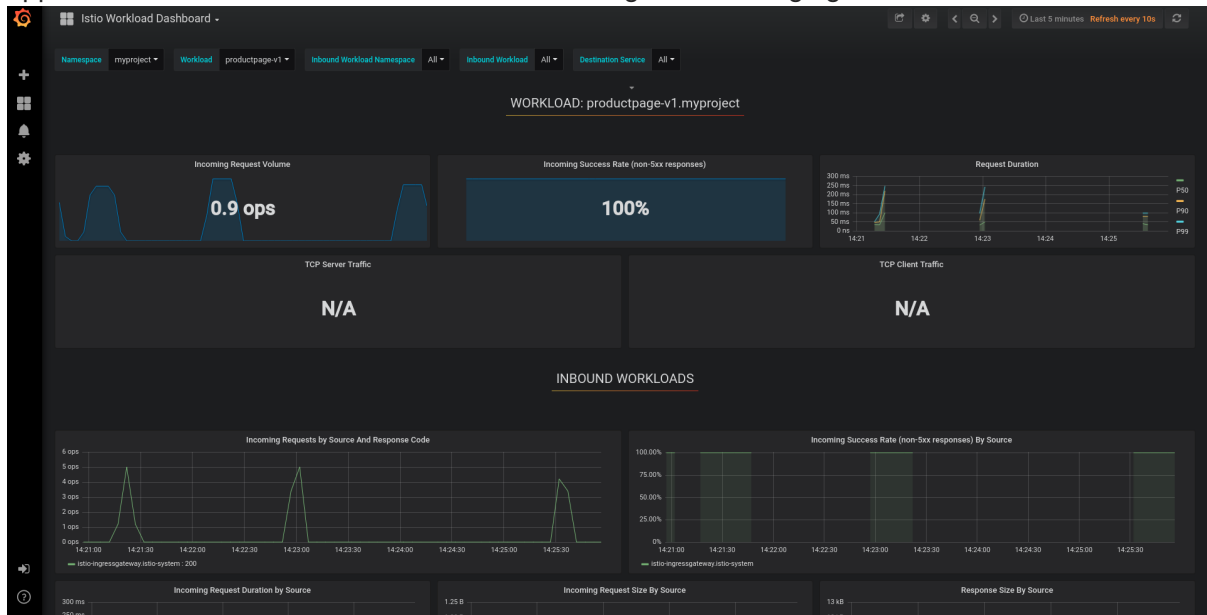 Istio Workload Dashboard
Last 5 minutes Refresh every 10s
Namespace myproject Workload productpage-v1 Inbound Workload Namespace All Inbound Workload All Destination Service All
WORKLOAD: productpage-v1.myproject
Incoming Request Volume
0.9 ops
Incoming Success Rate (non-5xx responses)
100%
Request Duration
300 ms
250 ms
200 ms
150 ms
100 ms
50 ms
0 ns
14:21 14:22 14:23 14:24 14:25
P50
P90
P99
TCP Server Traffic
N/A
TCP Client Traffic
N/A
INBOUND WORKLOADS
Incoming Requests by Source And Response Code
6 ops
5 ops
4 ops
3 ops
2 ops
1 ops
0 ops
14:21:00 14:21:30 14:22:00 14:22:30 14:23:00 14:23:30 14:24:00 14:24:30 14:25:00 14:25:30
istio-ingressgateway.istio-system : 200
Incoming Success Rate (non-5xx responses) By Source
100.00%
75.00%
50.00%
25.00%
0%
14:21:00 14:21:30 14:22:00 14:22:30 14:23:00 14:23:30 14:24:00 14:24:30 14:25:00 14:25:30
istio-ingressgateway.istio-system
Incoming Request Duration by Source
300 ms
Incoming Request Size By Source
1.25 B
Response Size By Source
13 kB